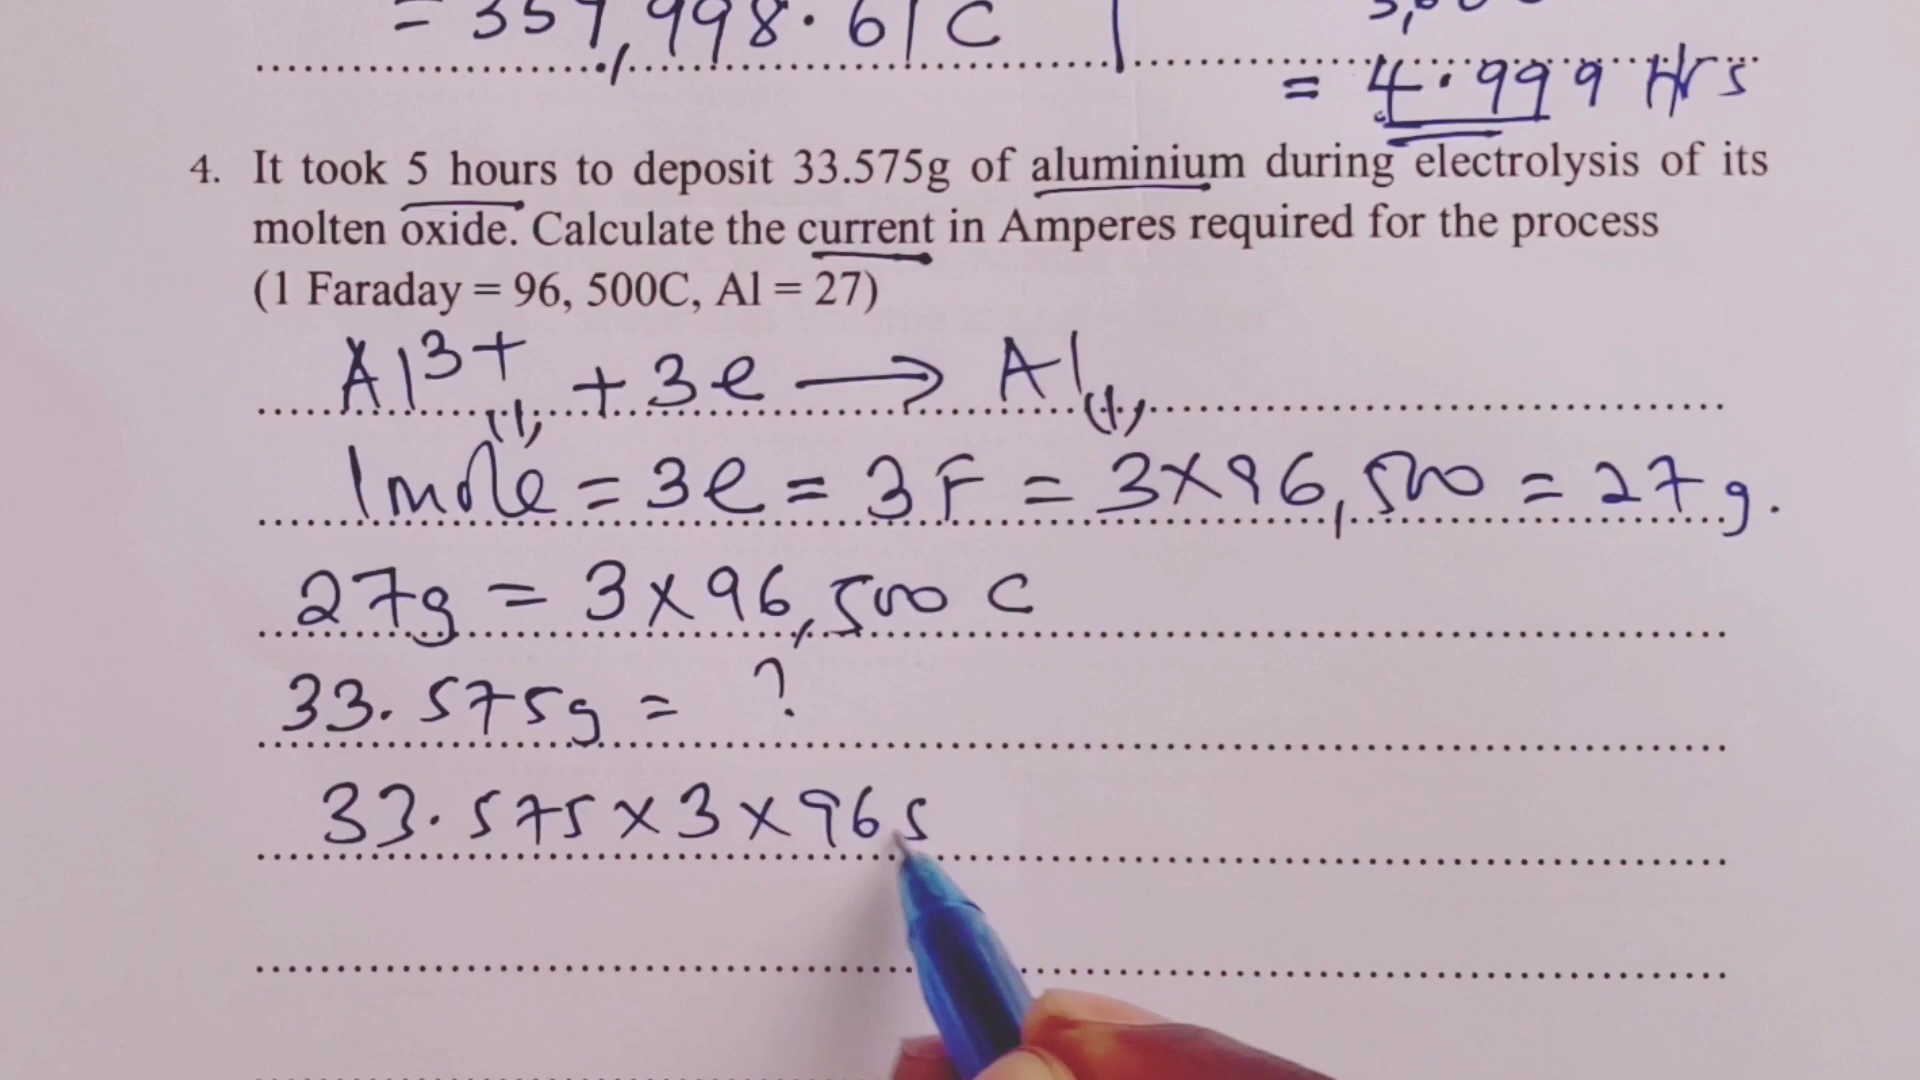 = 357,998.61 C
= 4.999 Hrs
4. It took 5 hours to deposit 33.575g of aluminium during electrolysis of its
molten oxide. Calculate the current in Amperes required for the process
(1 Faraday = 96, 500C, Al = 27)
Al3+(l) + 3e → Al(l)
1mole = 3e = 3F = 3×96,500 = 27g.
27g = 3×96,500 C
33.575g = ?
33.575×3×965